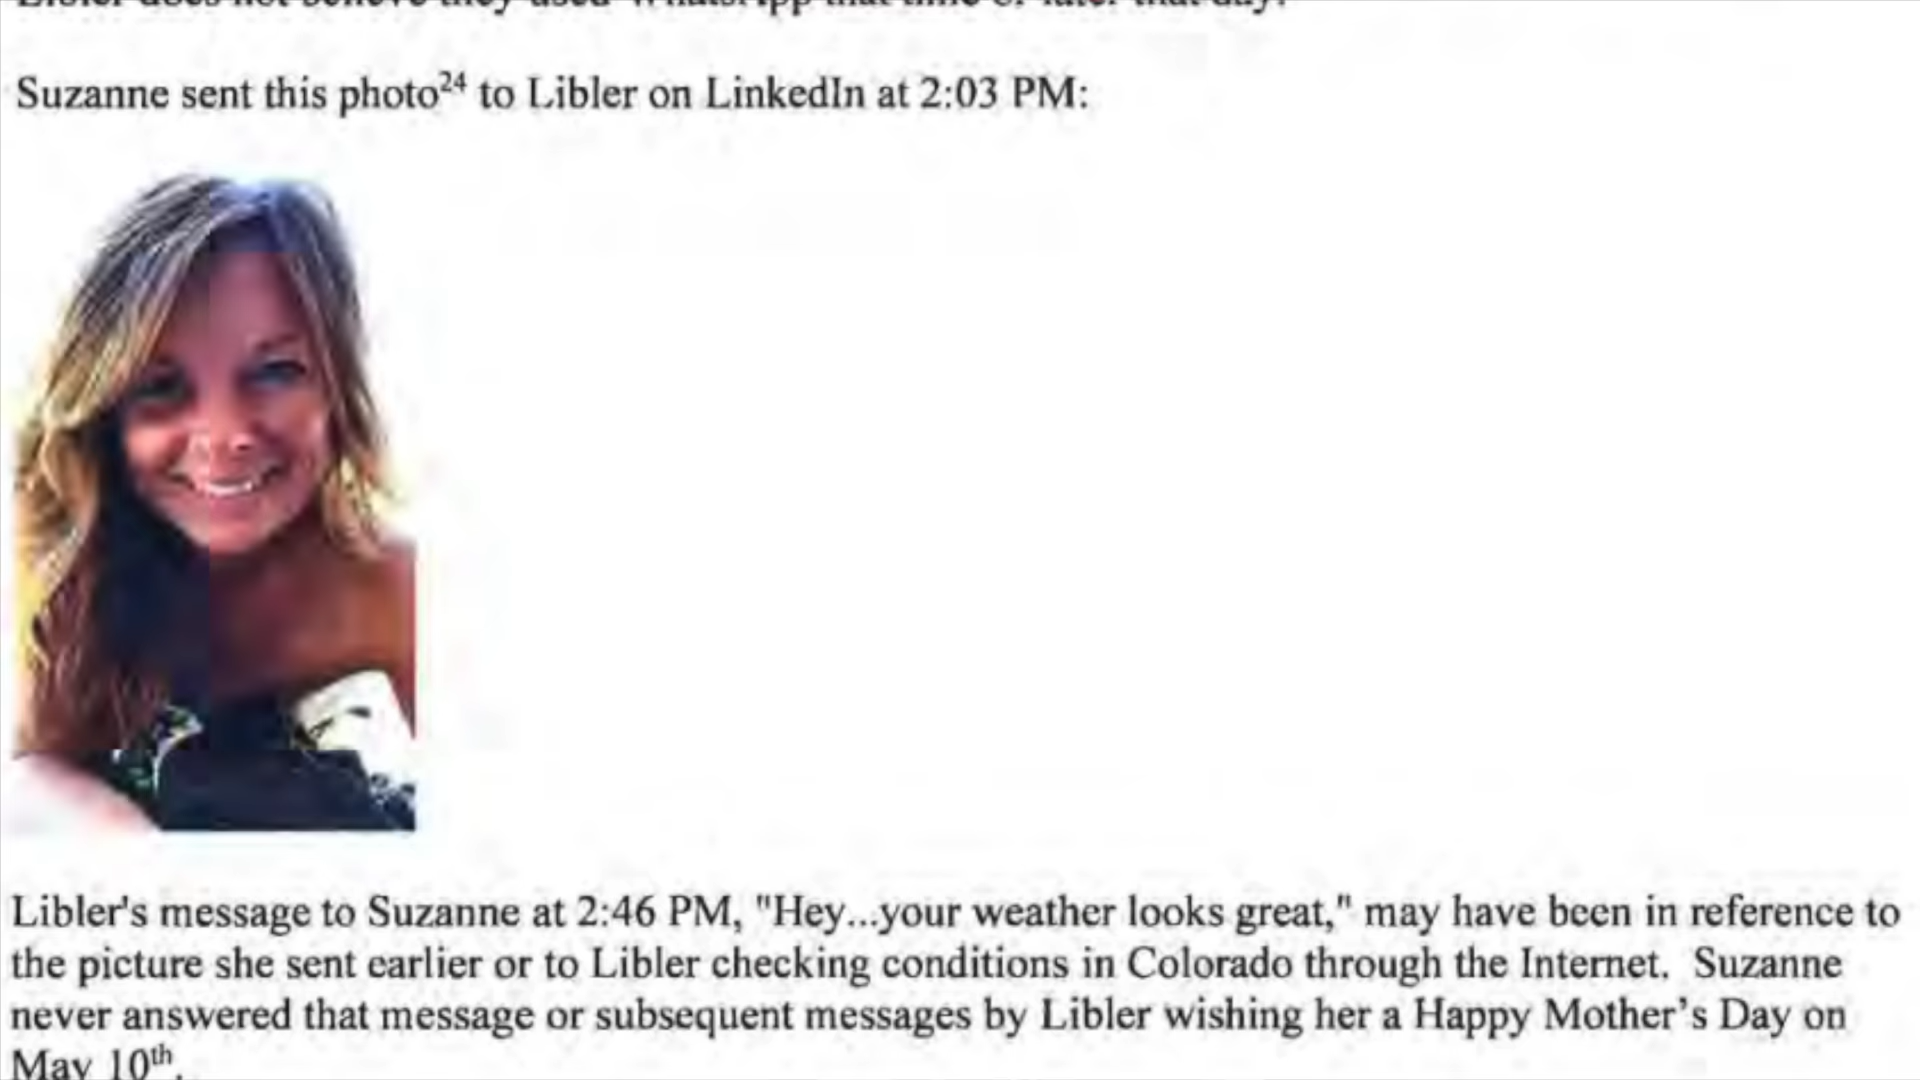 Suzanne sent this photo24 to Libler on LinkedIn at 2:03 PM:
Libler's message to Suzanne at 2:46 PM, "Hey...your weather looks great," may have been in reference to
the picture she sent earlier or to Libler checking conditions in Colorado through the Internet. Suzanne
never answered that message or subsequent messages by Libler wishing her a Happy Mother's Day on
May 10th.